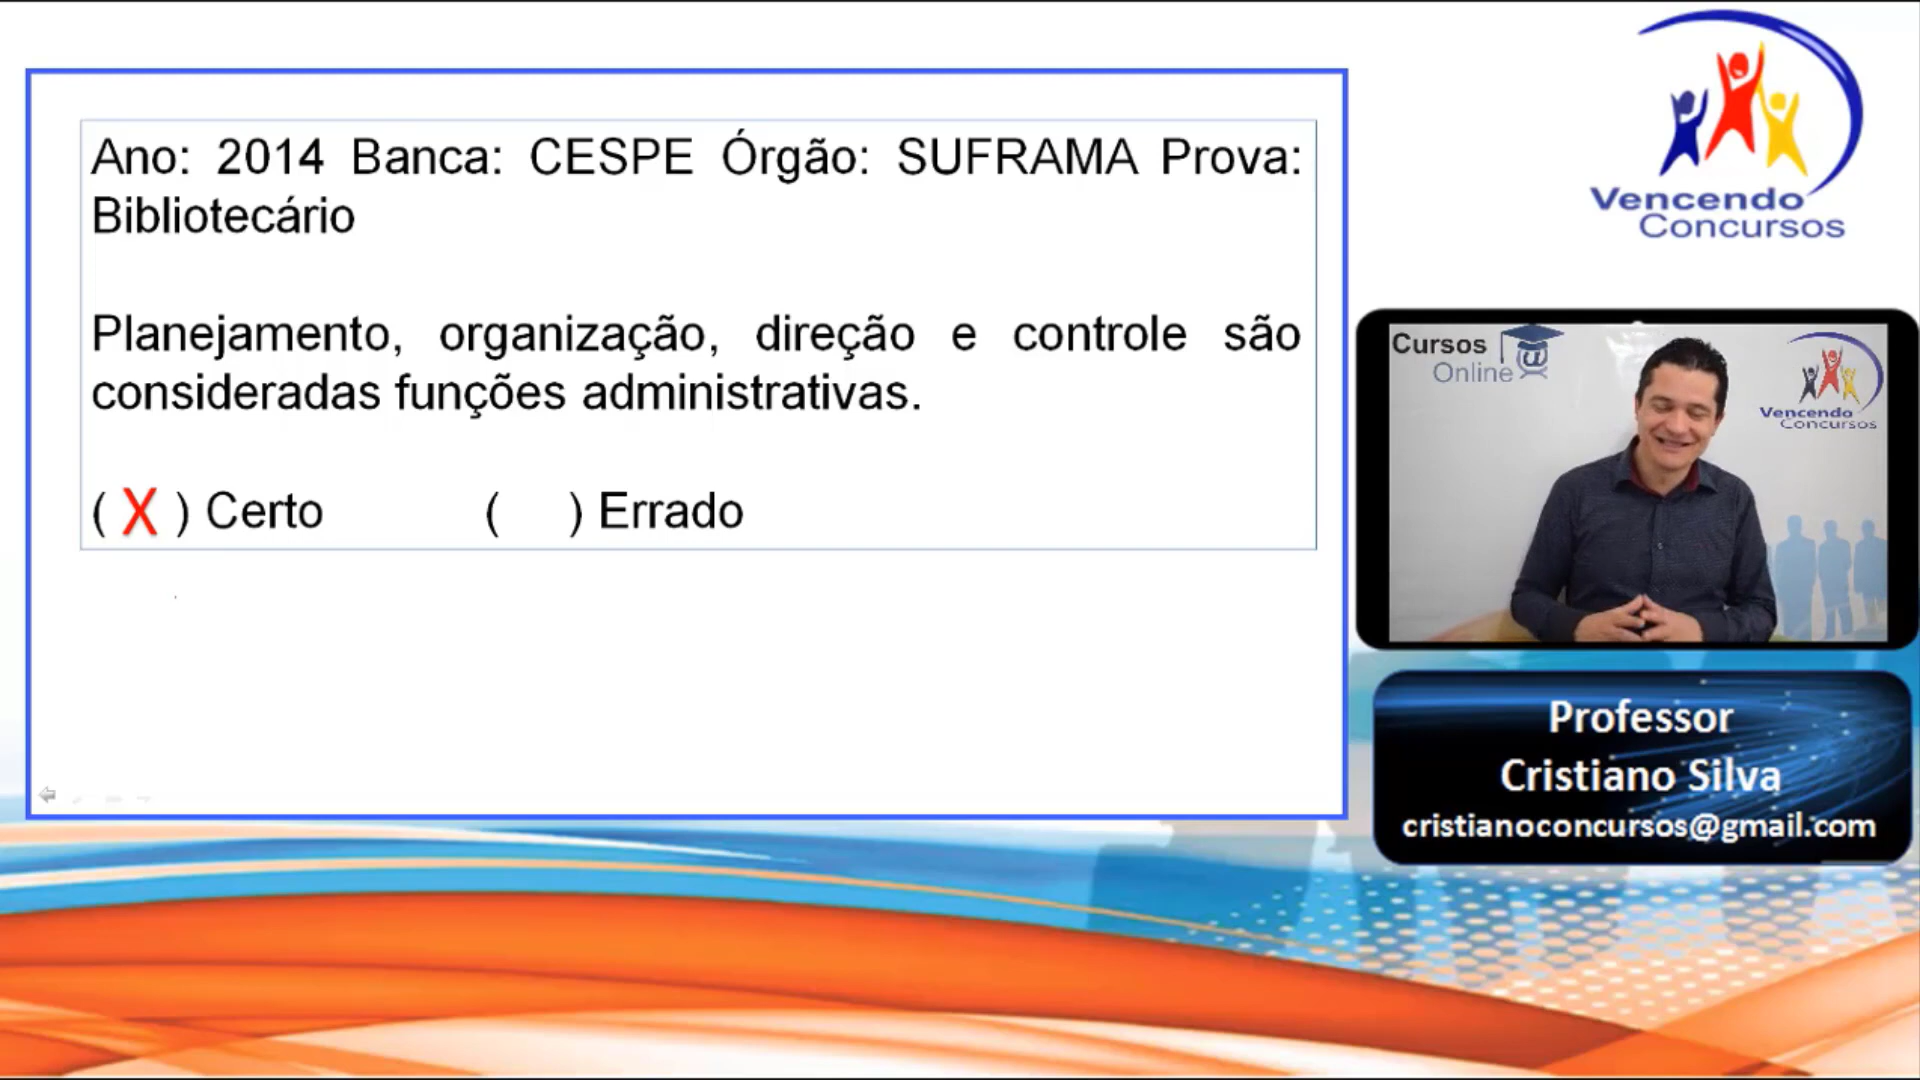 Ano: 2014 Banca: CESPE Órgão: SUFRAMA Prova:
Bibliotecário
Planejamento, organização, direção e controle são
consideradas funções administrativas.
( X ) Certo ( ) Errado
Vencendo
Concursos
Cursos
Online
Vencendo
Concursos
Professor
Cristiano Silva
cristianoconcursos@gmail.com